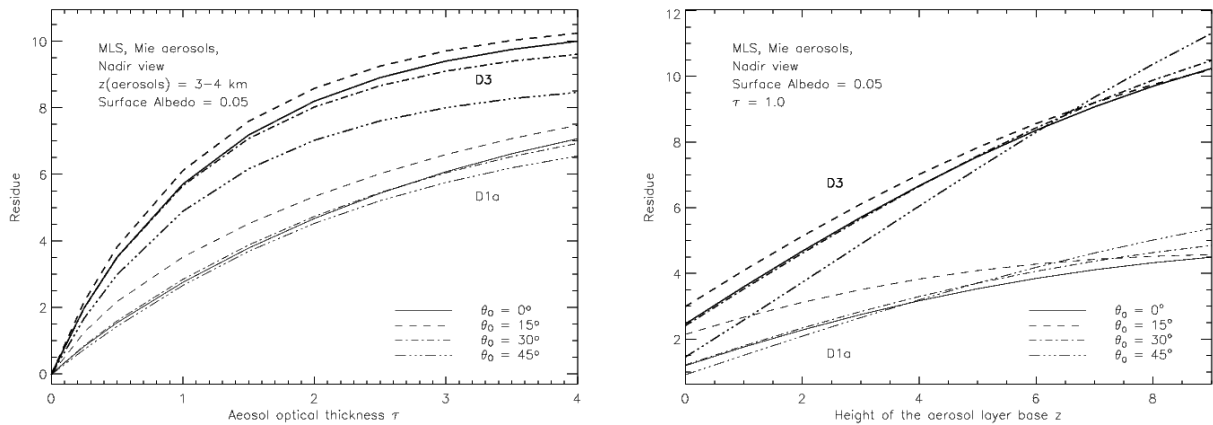 MLS, Mie aerosols,
Nadir view
z(aerosols) = 3-4 km
Surface Albedo = 0.05
D3
D1a
θ₀ = 0°
θ₀ = 15°
θ₀ = 30°
θ₀ = 45°
Residue
0
2
4
6
8
10
0
1
2
3
4
Aeosol optical thickness τ
MLS, Mie aerosols,
Nadir view
Surface Albedo = 0.05
τ = 1.0
D3
D1a
θ₀ = 0°
θ₀ = 15°
θ₀ = 30°
θ₀ = 45°
Residue
2
4
6
8
10
12
0
2
4
6
8
Height of the aerosol layer base z